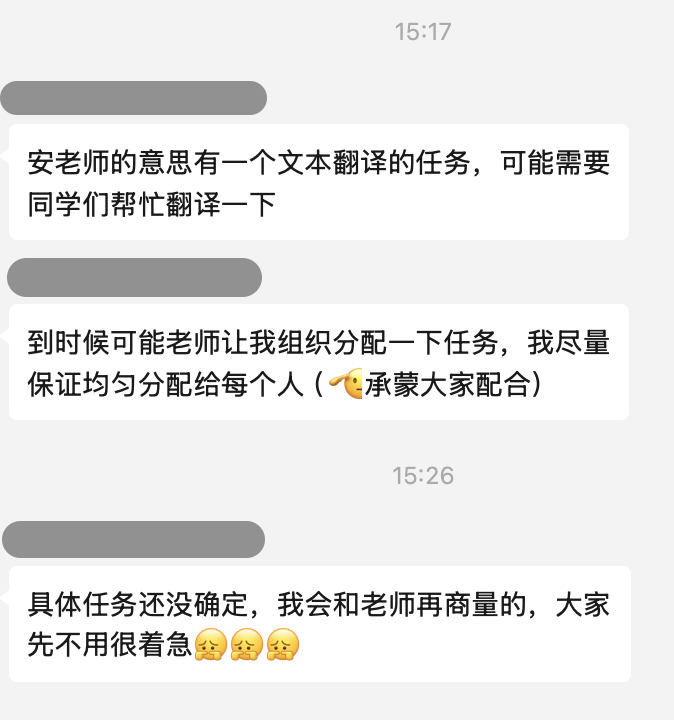 15:17
安老师的意思有一个文本翻译的任务，可能需要
同学们帮忙翻译一下
到时候可能老师让我组织分配一下任务，我尽量
保证均匀分配给每个人（承蒙大家配合）
15:26
具体任务还没确定，我会和老师再商量的，大家
先不用很着急😮‍💨😮‍💨😮‍💨